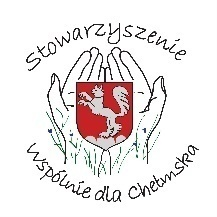 Stowarzyszenie
Wspólnie dla Chełmska